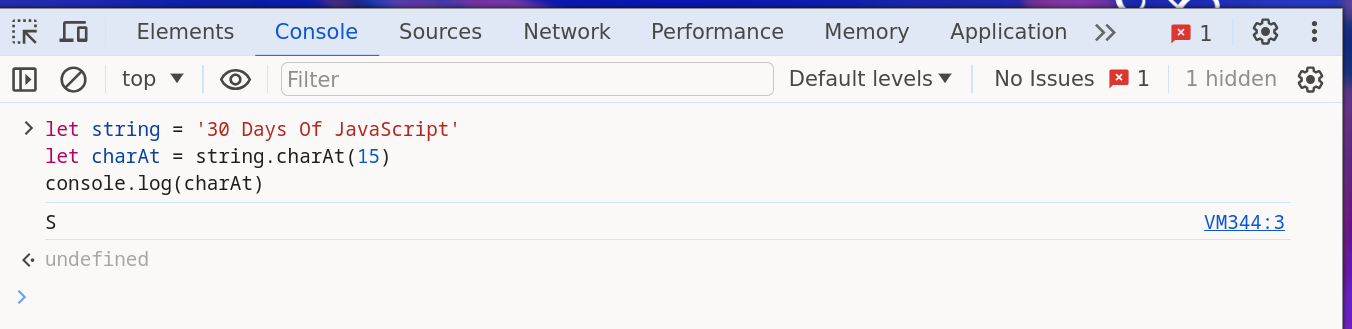 Elements Console Sources Network Performance Memory Application 1
top Filter Default levels No Issues 1 1 hidden
let string = '30 Days Of JavaScript'
let charAt = string.charAt(15)
console.log(charAt)
S VM344:3
undefined